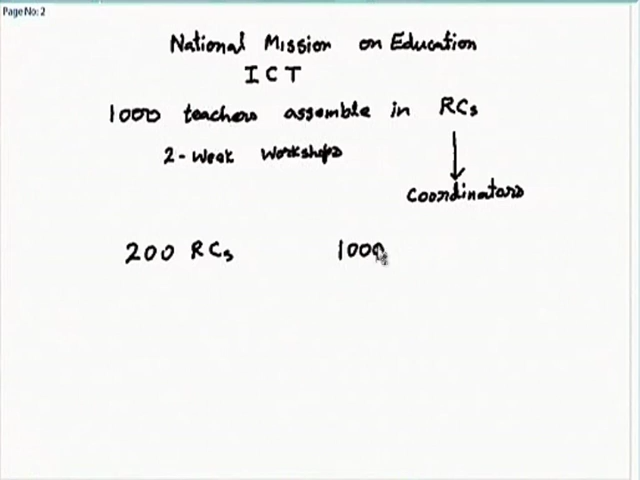 Page No: 2
National Mission on Education
ICT
1000 teachers assemble in RCs
2-Weak Workshops
Coordinators
200 RCs 1000